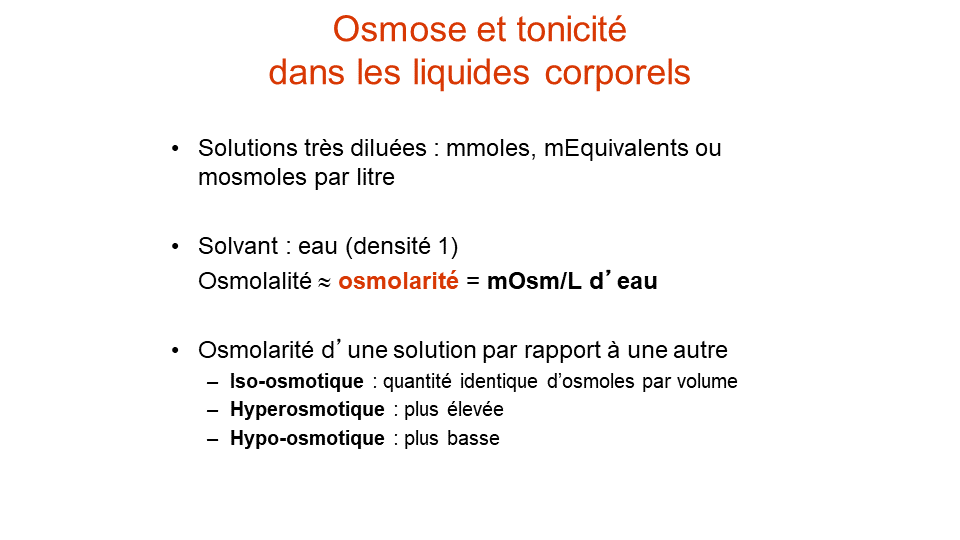 Osmose et tonicité
dans les liquides corporels
• Solutions très diluées : mmoles, mEquivalents ou
mosmoles par litre
• Solvant : eau (densité 1)
Osmolalité ≈ osmolarité = mOsm/L d’eau
• Osmolarité d’une solution par rapport à une autre
– Iso-osmotique : quantité identique d’osmoles par volume
– Hyperosmotique : plus élevée
– Hypo-osmotique : plus basse